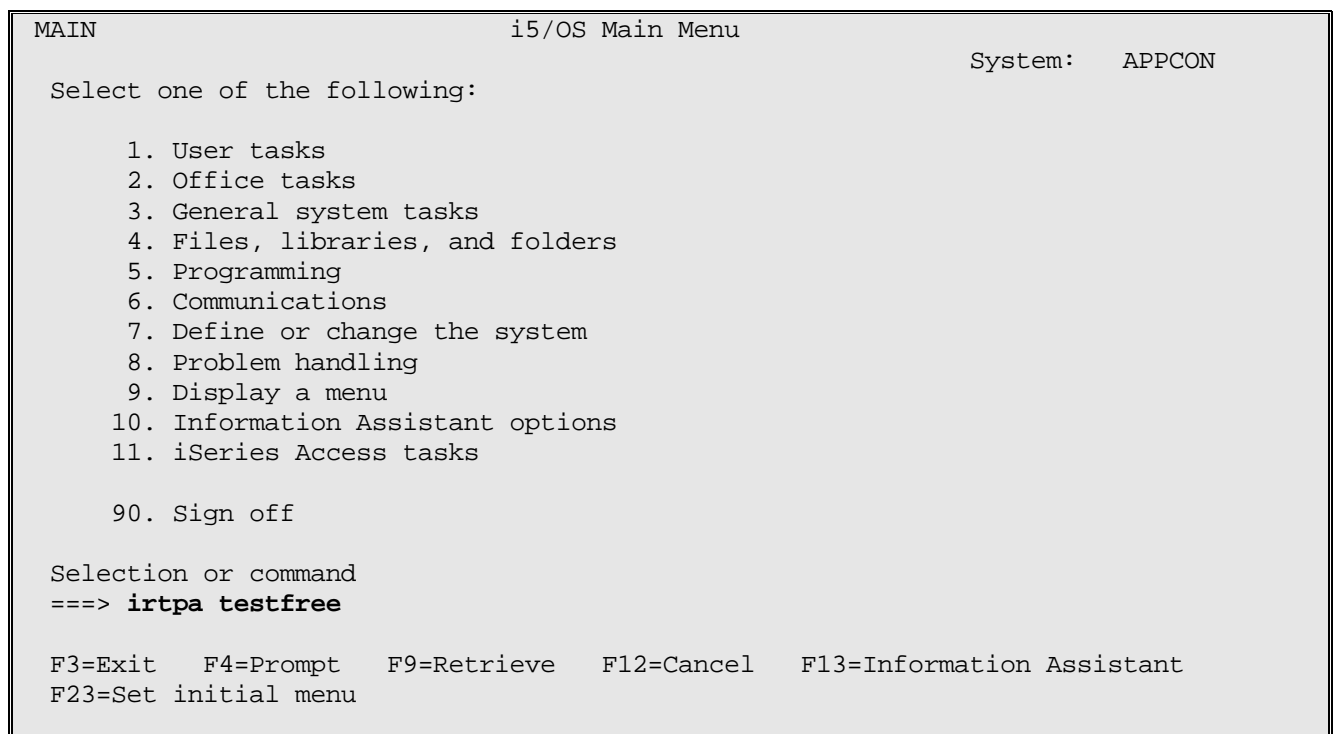 MAIN i5/OS Main Menu
System: APPCON
Select one of the following:
1. User tasks
2. Office tasks
3. General system tasks
4. Files, libraries, and folders
5. Programming
6. Communications
7. Define or change the system
8. Problem handling
9. Display a menu
10. Information Assistant options
11. iSeries Access tasks
90. Sign off
Selection or command
===> irtpa testfree
F3=Exit F4=Prompt F9=Retrieve F12=Cancel F13=Information Assistant
F23=Set initial menu